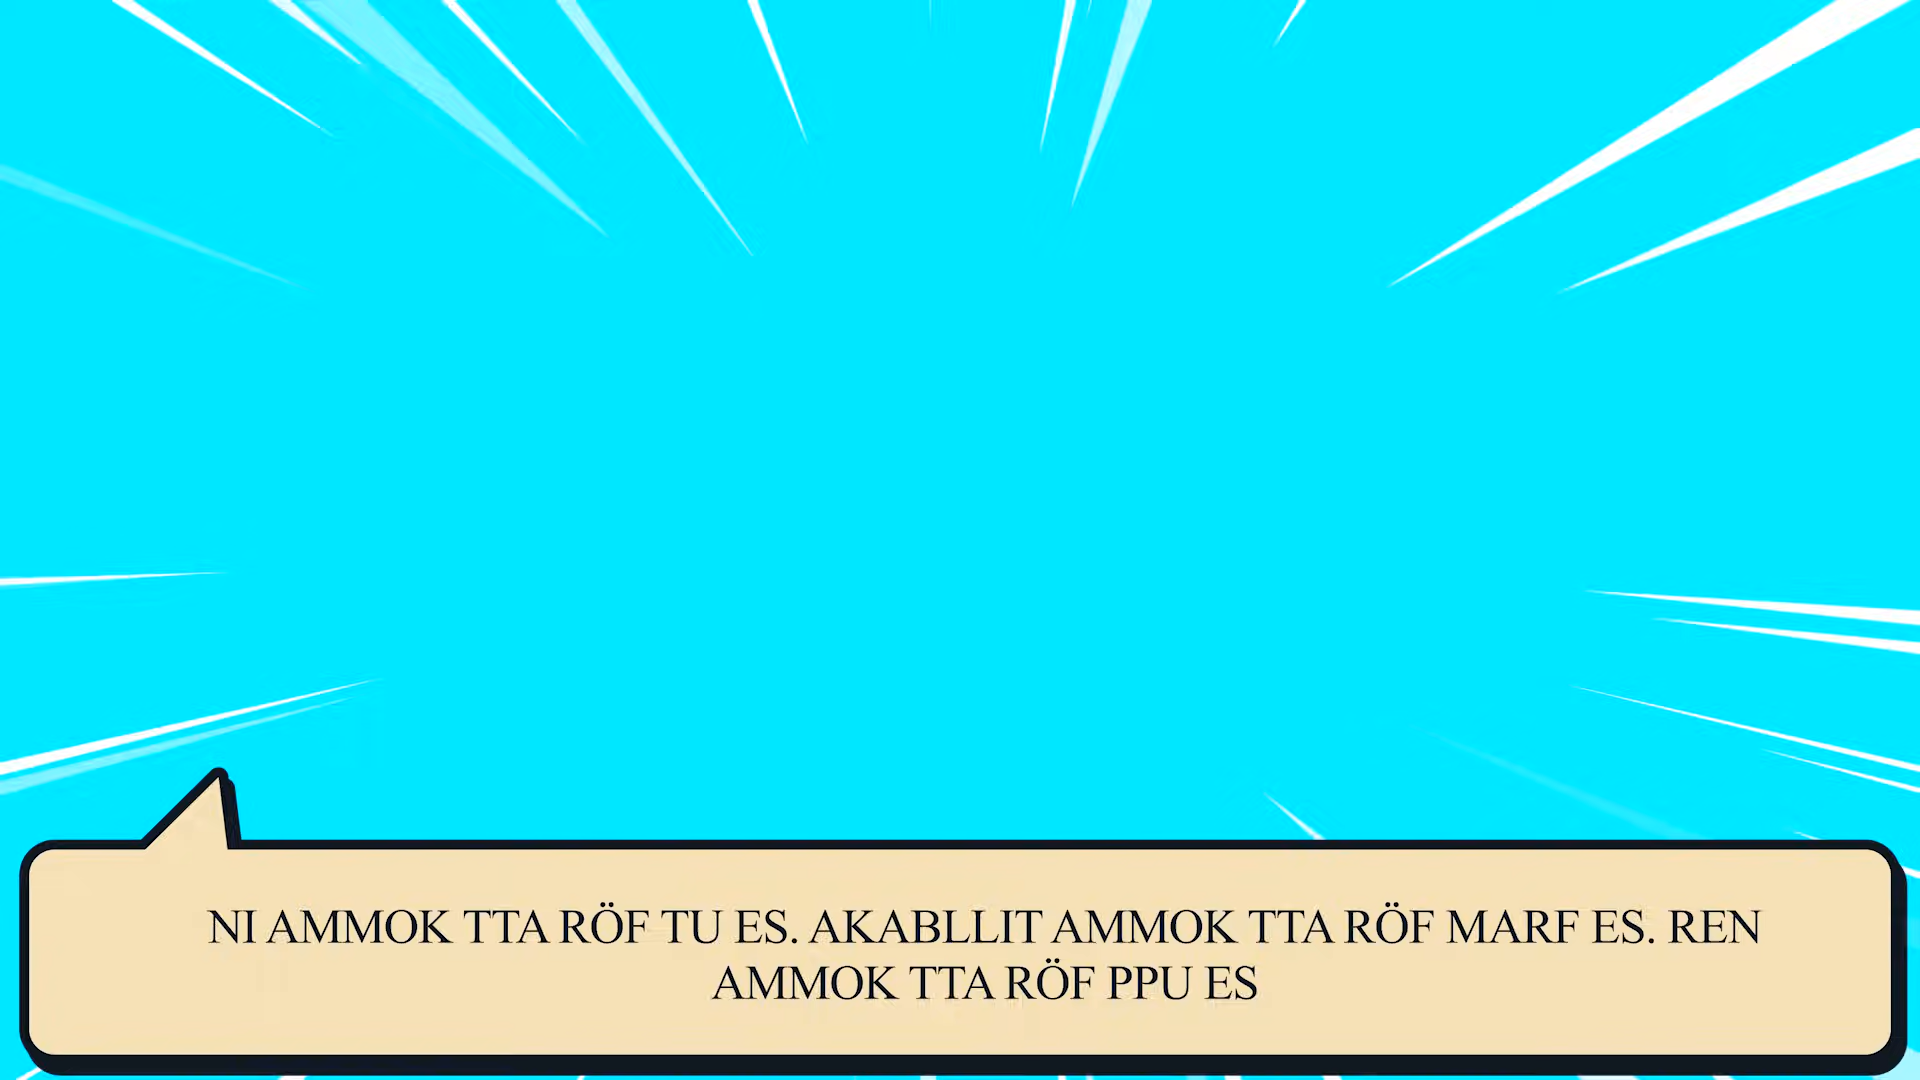 NI AMMOK TTA RÖF TU ES. AKABLLIT AMMOK TTA RÖF MARF ES. REN
AMMOK TTA RÖF PPU ES